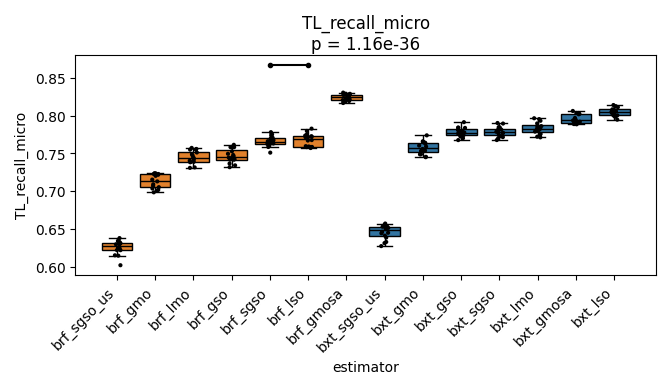 TL_recall_micro
p = 1.16e-36
TL_recall_micro
0.85
0.80
0.75
0.70
0.65
0.60
brf_sgso_us
brf_gmo
brf_lmo
brf_gso
brf_sgso
brf_lso
brf_gmosa
bxt_sgso_us
bxt_gmo
bxt_gso
bxt_sgso
bxt_lmo
bxt_gmosa
bxt_lso
estimator